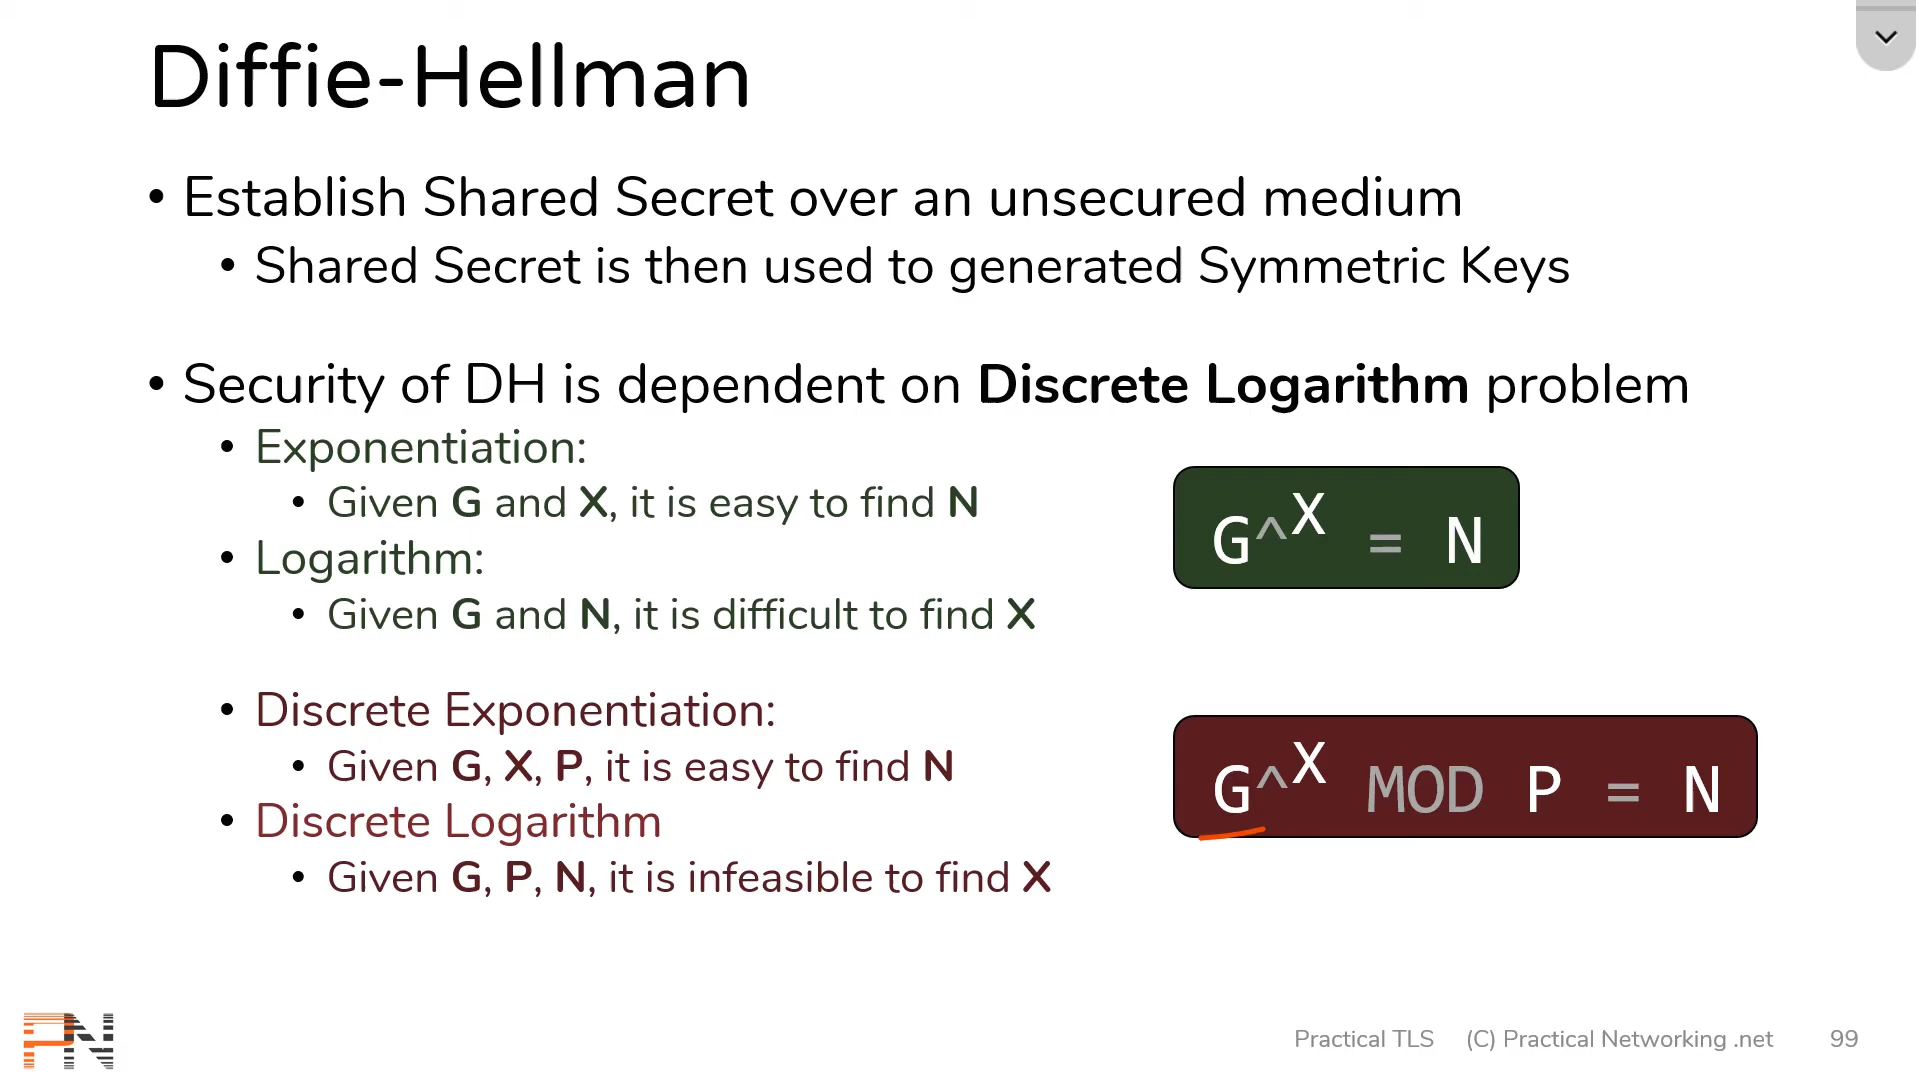 Diffie-Hellman
• Establish Shared Secret over an unsecured medium
• Shared Secret is then used to generated Symmetric Keys
• Security of DH is dependent on Discrete Logarithm problem
• Exponentiation:
• Given G and X, it is easy to find N
G^X = N
• Logarithm:
• Given G and N, it is difficult to find X
• Discrete Exponentiation:
• Given G, X, P, it is easy to find N
G^X MOD P = N
• Discrete Logarithm
• Given G, P, N, it is infeasible to find X
PN
Practical TLS (C) Practical Networking .net 99